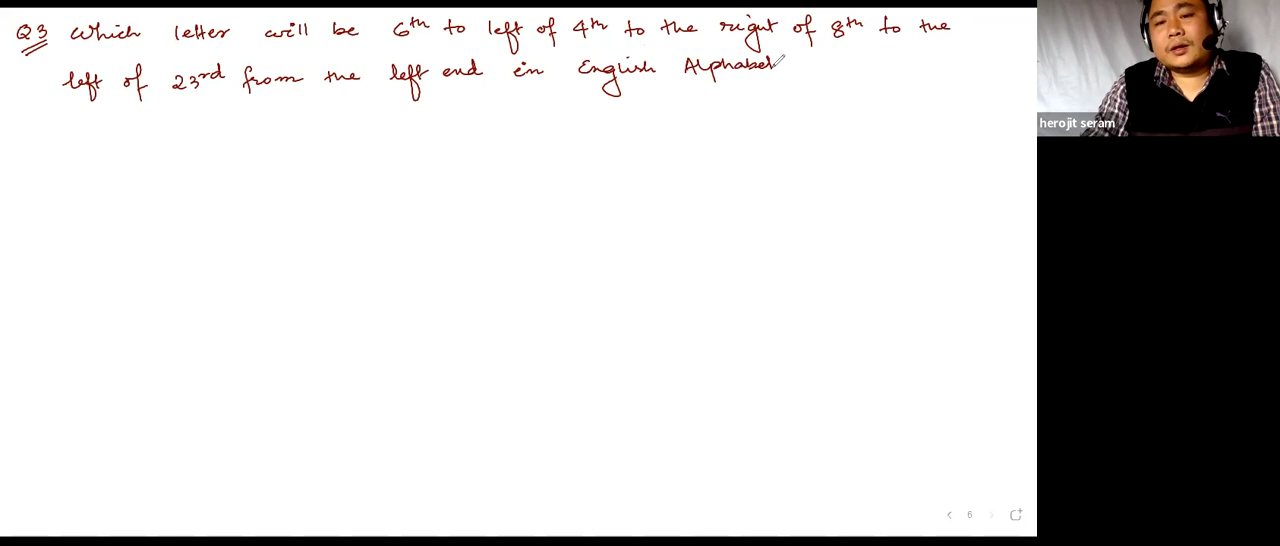 Q3 Which letter will be 6th to left of 4th to the right of 8th to the
left of 23rd from the left end in English Alphabet
herojit seram
6